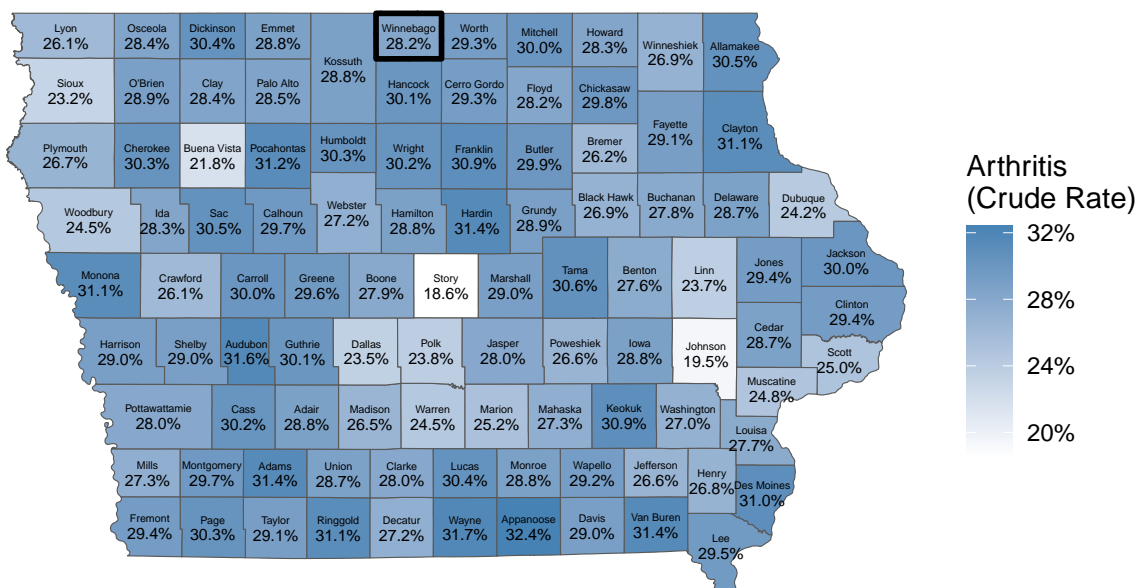 Lyon
26.1%
Osceola
28.4%
Dickinson
30.4%
Emmet
28.8%
Kossuth
28.8%
Winnebago
28.2%
Worth
29.3%
Mitchell
30.0%
Howard
28.3%
Winneshiek
26.9%
Allamakee
30.5%
Sioux
23.2%
O'Brien
28.9%
Clay
28.4%
Palo Alto
28.5%
Hancock
30.1%
Cerro Gordo
29.3%
Floyd
28.2%
Chickasaw
29.8%
Plymouth
26.7%
Cherokee
30.3%
Buena Vista
21.8%
Pocahontas
31.2%
Humboldt
30.3%
Wright
30.2%
Franklin
30.9%
Butler
29.9%
Bremer
26.2%
Fayette
29.1%
Clayton
31.1%
Woodbury
24.5%
Ida
28.3%
Sac
30.5%
Calhoun
29.7%
Webster
27.2%
Hamilton
28.8%
Hardin
31.4%
Grundy
28.9%
Black Hawk
26.9%
Buchanan
27.8%
Delaware
28.7%
Dubuque
24.2%
Monona
31.1%
Crawford
26.1%
Carroll
30.0%
Greene
29.6%
Boone
27.9%
Story
18.6%
Marshall
29.0%
Tama
30.6%
Benton
27.6%
Linn
23.7%
Jones
29.4%
Jackson
30.0%
Clinton
29.4%
Harrison
29.0%
Shelby
29.0%
Audubon
31.6%
Guthrie
30.1%
Dallas
23.5%
Polk
23.8%
Jasper
28.0%
Poweshiek
26.6%
Iowa
28.8%
Johnson
19.5%
Cedar
28.7%
Scott
25.0%
Muscatine
24.8%
Pottawattamie
28.0%
Cass
30.2%
Adair
28.8%
Madison
26.5%
Warren
24.5%
Marion
25.2%
Mahaska
27.3%
Keokuk
30.9%
Washington
27.0%
Louisa
27.7%
Mills
27.3%
Montgomery
29.7%
Adams
31.4%
Union
28.7%
Clarke
28.0%
Lucas
30.4%
Monroe
28.8%
Wapello
29.2%
Jefferson
26.6%
Henry
26.8%
Des Moines
31.0%
Fremont
29.4%
Page
30.3%
Taylor
29.1%
Ringgold
31.1%
Decatur
27.2%
Wayne
31.7%
Appanoose
32.4%
Davis
29.0%
Van Buren
31.4%
Lee
29.5%
Arthritis
(Crude Rate)
32%
28%
24%
20%